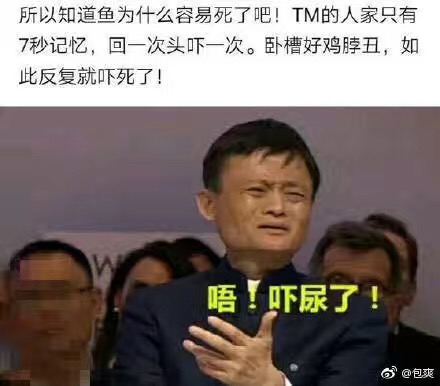 所以知道鱼为什么容易死了吧！TM的人家只有
7秒记忆，回一次头吓一次。卧槽好鸡脖丑，如
此反复就吓死了！
W
唔！吓尿了！
@包爽